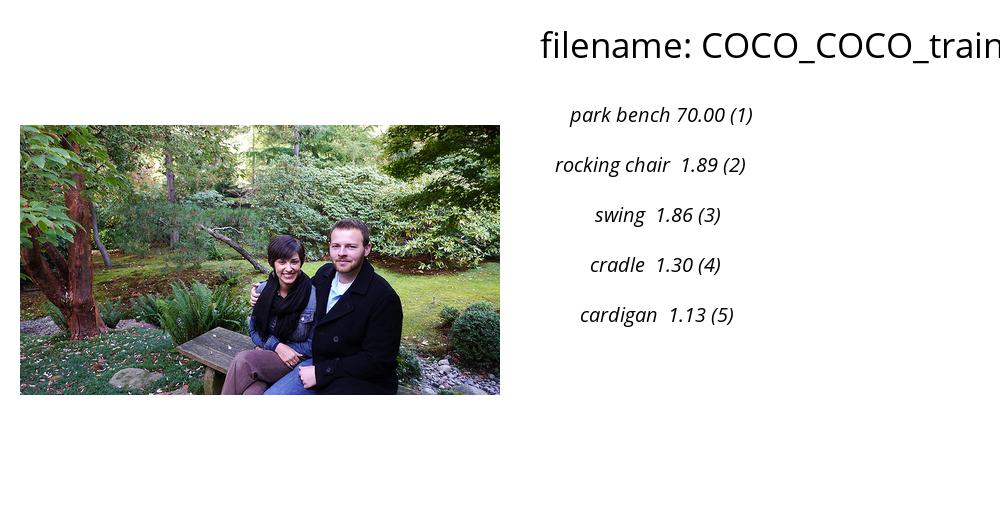 filename: COCO_COCO_train
park bench 70.00 (1)
rocking chair 1.89 (2)
swing 1.86 (3)
cradle 1.30 (4)
cardigan 1.13 (5)